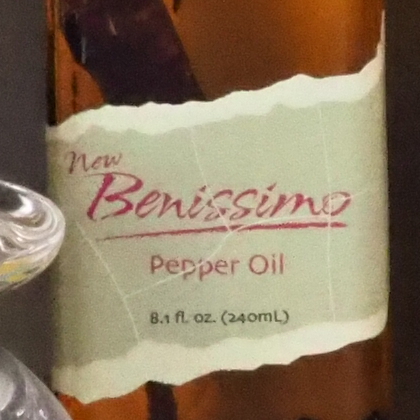 New
Benissimo
Pepper Oil
8.1 fl. oz. (240mL)